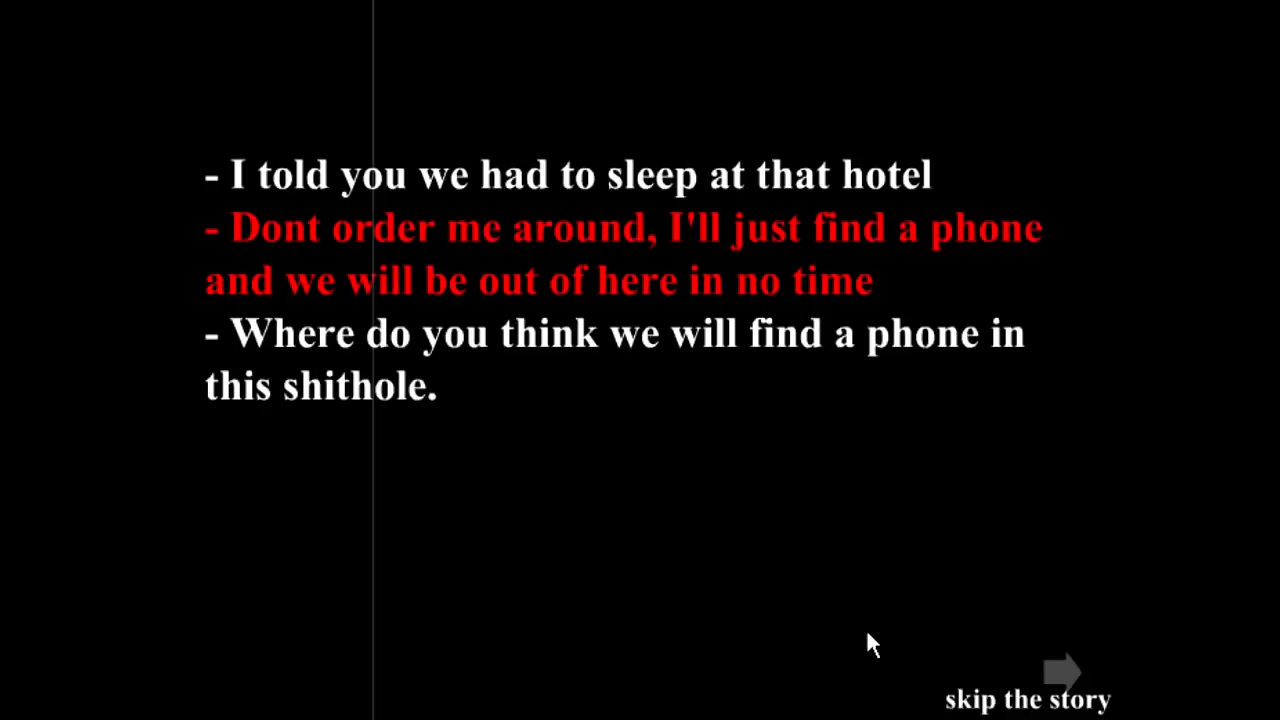 - I told you we had to sleep at that hotel
- Dont order me around, I'll just find a phone
and we will be out of here in no time
- Where do you think we will find a phone in
this shithole.
skip the story